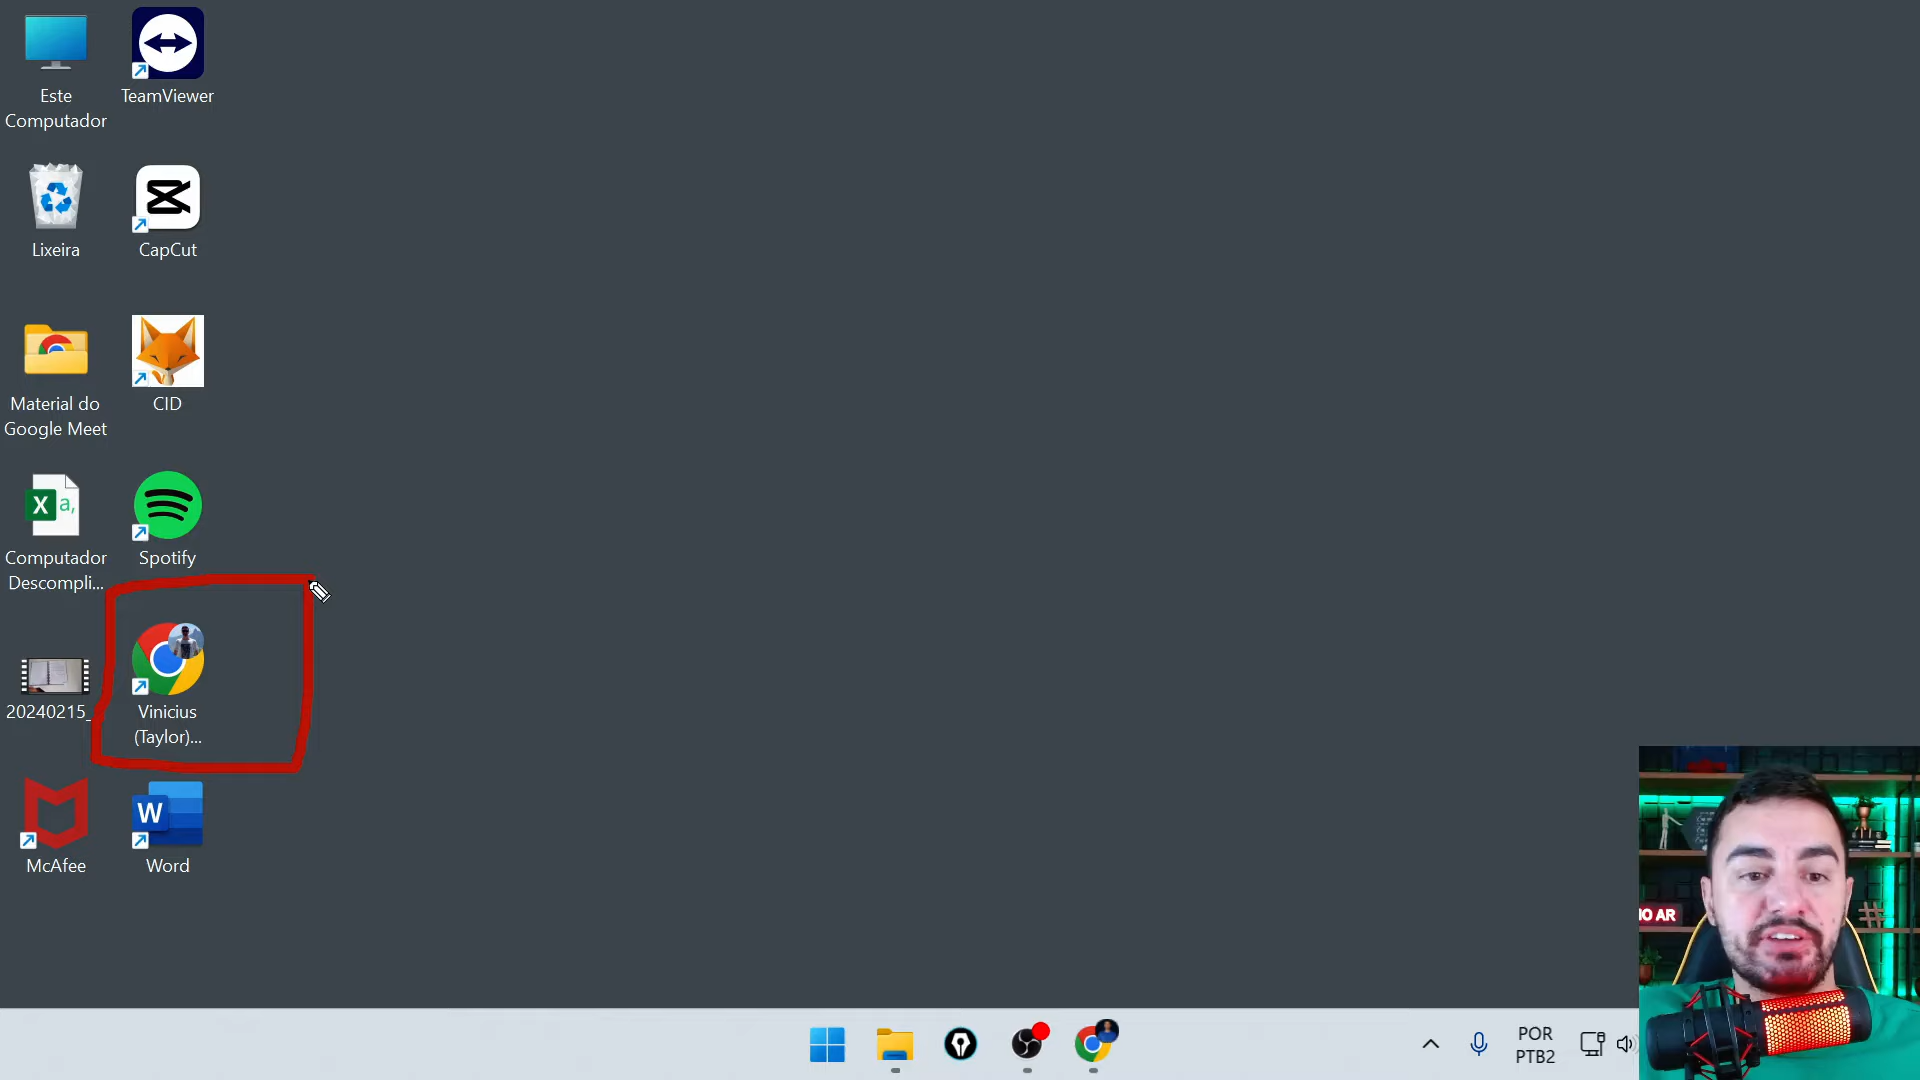 Este
Computador
TeamViewer
Lixeira
CapCut
Material do
Google Meet
CID
X a,
Computador
Descompli...
Spotify
20240215_
Vinicius
(Taylor)...
McAfee
W
Word
O AR
POR
PTB2